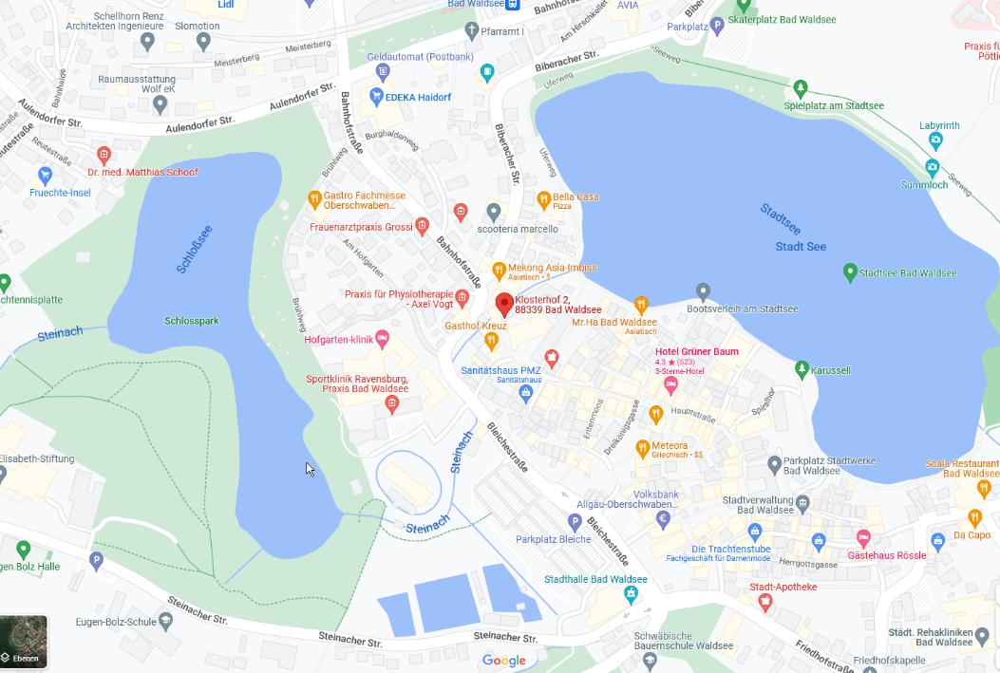 Lidl
Bad Waldsee
Bahnhofstraße
Am Hirschkeller
AVIA
Skaterplatz Bad Waldsee
Parkplatz
Schellhorn Renz
Architekten Ingenieure
Slomotion
Pfarramt I
Meisterberg
Meisterberg
Geldautomat (Postbank)
Biberacher Str.
Seeweg
Raumausstattung
Wolf eK
EDEKA Haidorf
Uferweg
Spielplatz am Stadtsee
Aulendorfer Str.
Aulendorfer Str.
Aulendorfer Str.
Bahnhofstraße
Burghaldenweg
Labyrinth
Reutestraße
Reutestraße
Biberacher Str.
Uferweg
Brühlweg
Dr. med. Matthias Schoof
Fruechte-Insel
Summloch
Seeweg
Gastro Fachmesse
Oberschwaben...
Bella Casa
Pizza
Stadtsee
Stadt See
Frauenarztpraxis Grossi
scooteria marcello
Schloßsee
Am Hofgarten
Bahnhofstraße
Mekong Asia-Imbiss
Asiatisch • $
Stadtsee Bad Waldsee
chtennisplatte
Praxis für Physiotherapie
- Axel Vogt
Klosterhof 2,
88339 Bad Waldsee
Bootsverleih am Stadtsee
Brühlweg
Schlosspark
Steinach
Gasthof Kreuz
Mr.Ha Bad Waldsee
Asiatisch
Hofgarten-klinik
Hotel Grüner Baum
4.3 ★ (523)
3-Sterne-Hotel
Sanitätshaus PMZ
Sanitätshaus
Karussell
Sportklinik Ravensburg,
Praxis Bad Waldsee
Entenmoos
Dreikönigsgasse
Hauptstraße
Spiralhof
Bleichestraße
Steinach
Meteora
Griechisch • $$
Elisabeth-Stiftung
Parkplatz Stadtwerke
Bad Waldsee
Scala-Restaurant
Bad Waldsee
Volksbank
Allgäu-Oberschwaben...
Stadtverwaltung
Bad Waldsee
Steinach
Parkplatz Bleiche
Bleichestraße
Da Capo
Die Trachtenstube
Fachgeschäft für Damenmode
Gästehaus Rössle
Herrgottsgasse
gen Bolz Halle
Stadthalle Bad Waldsee
Stadt-Apotheke
Steinacher Str.
Eugen-Bolz-Schule
Steinacher Str.
Steinacher Str.
Schwäbische
Bauernschule Waldsee
Städt. Rehakliniken
Bad Waldsee
Friedhofstraße
Friedhofskapelle
Ebenen
Google